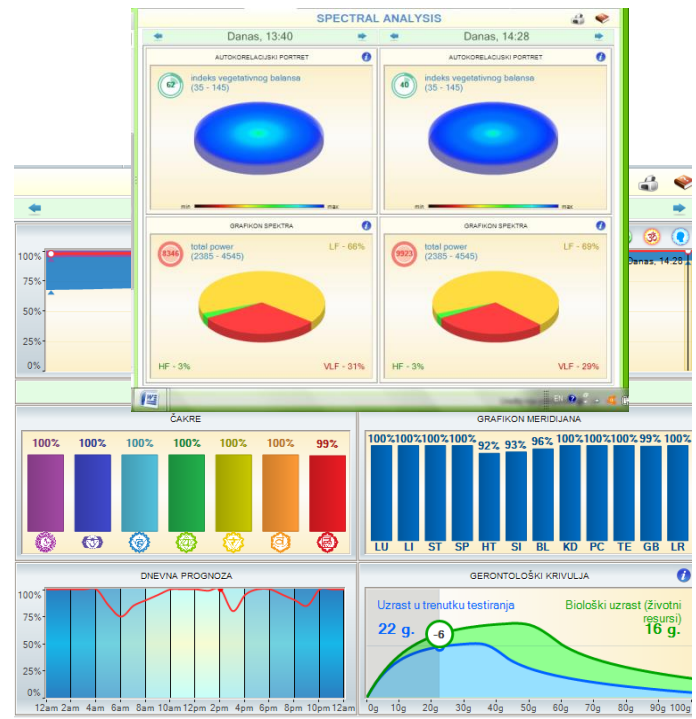 SPECTRAL ANALYSIS
Danas, 13:40
Danas, 14:28
AUTOKORELACIJSKI PORTRET
AUTOKORELACIJSKI PORTRET
62
indeks vegetativnog balansa
(35 - 145)
40
indeks vegetativnog balansa
(35 - 145)
min
max
min
max
GRAFIKON SPEKTRA
GRAFIKON SPEKTRA
8346
total power
(2385 - 4545)
LF - 66%
HF - 3%
VLF - 31%
9923
total power
(2385 - 4545)
LF - 69%
HF - 3%
VLF - 29%
EN
100%
75%
50%
25%
0%
Danas, 14:28
ČAKRE
100% 100% 100% 100% 100% 100% 99%
GRAFIKON MERIDIJANA
100% 100% 100% 100% 92% 93% 96% 100% 100% 100% 99% 100%
LU LI ST SP HT SI BL KD PC TE GB LR
DNEVNA PROGNOZA
100%
75%
50%
25%
0%
12am 2am 4am 6am 8am 10am 12pm 2pm 4pm 6pm 8pm 10pm 12am
GERONTOLOŠKI KRIVULJA
Uzrast u trenutku testiranja
22 g.
-6
Biološki uzrast (životni
resursi)
16 g.
0g 10g 20g 30g 40g 50g 60g 70g 80g 90g 100g